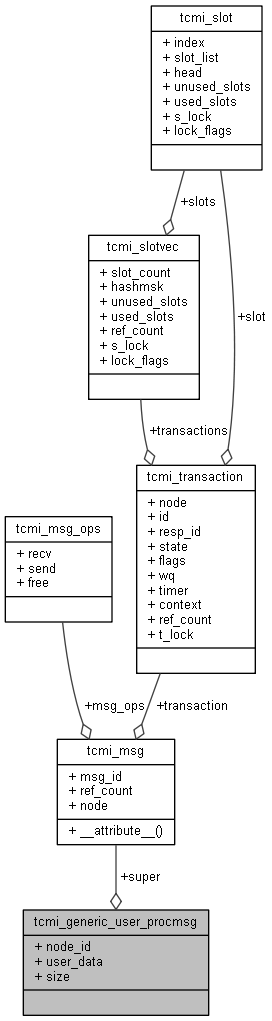 tcmi_slot
+ index
+ slot_list
+ head
+ unused_slots
+ used_slots
+ s_lock
+ lock_flags
+slots
tcmi_slotvec
+ slot_count
+ hashmsk
+ unused_slots
+ used_slots
+ ref_count
+ s_lock
+ lock_flags
+slot
+transactions
tcmi_transaction
+ node
+ id
+ resp_id
+ state
+ flags
+ wq
+ timer
+ context
+ ref_count
+ t_lock
tcmi_msg_ops
+ recv
+ send
+ free
+msg_ops
+transaction
tcmi_msg
+ msg_id
+ ref_count
+ node
+ __attribute__()
+super
tcmi_generic_user_procmsg
+ node_id
+ user_data
+ size